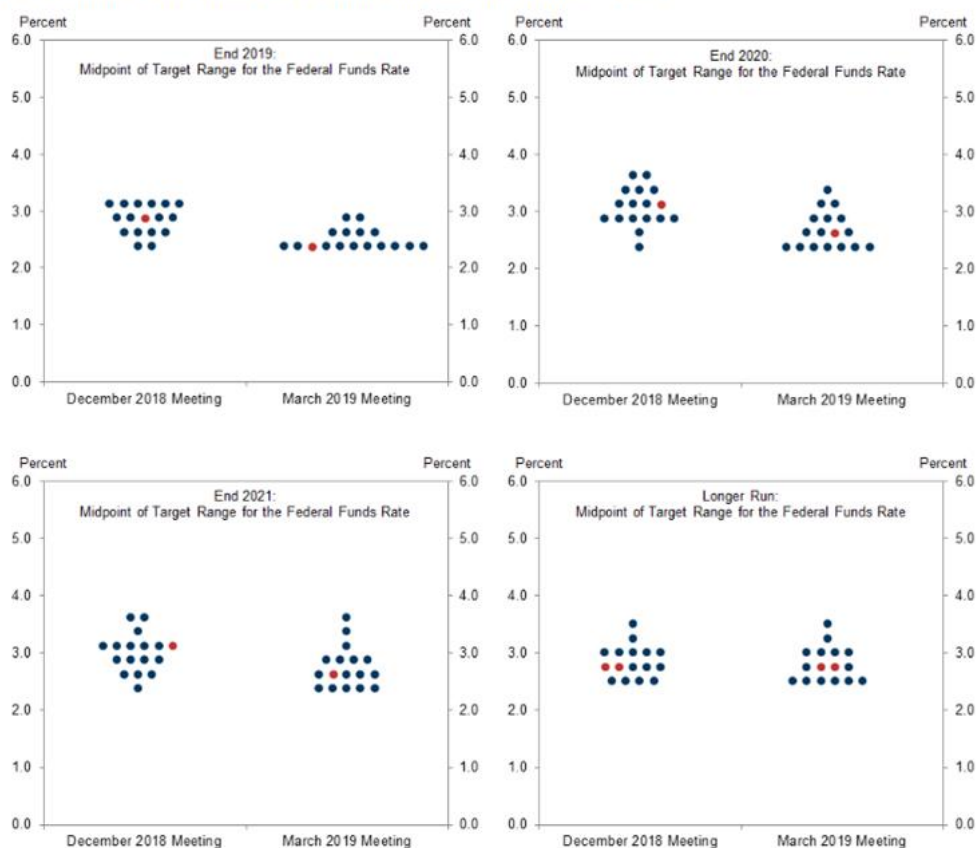 Percent Percent
6.0 6.0
End 2019:
Midpoint of Target Range for the Federal Funds Rate
5.0 5.0
4.0 4.0
3.0 3.0
2.0 2.0
1.0 1.0
0.0 0.0
December 2018 Meeting March 2019 Meeting
Percent Percent
6.0 6.0
End 2020:
Midpoint of Target Range for the Federal Funds Rate
5.0 5.0
4.0 4.0
3.0 3.0
2.0 2.0
1.0 1.0
0.0 0.0
December 2018 Meeting March 2019 Meeting
Percent Percent
6.0 6.0
End 2021:
Midpoint of Target Range for the Federal Funds Rate
5.0 5.0
4.0 4.0
3.0 3.0
2.0 2.0
1.0 1.0
0.0 0.0
December 2018 Meeting March 2019 Meeting
Percent Percent
6.0 6.0
Longer Run:
Midpoint of Target Range for the Federal Funds Rate
5.0 5.0
4.0 4.0
3.0 3.0
2.0 2.0
1.0 1.0
0.0 0.0
December 2018 Meeting March 2019 Meeting